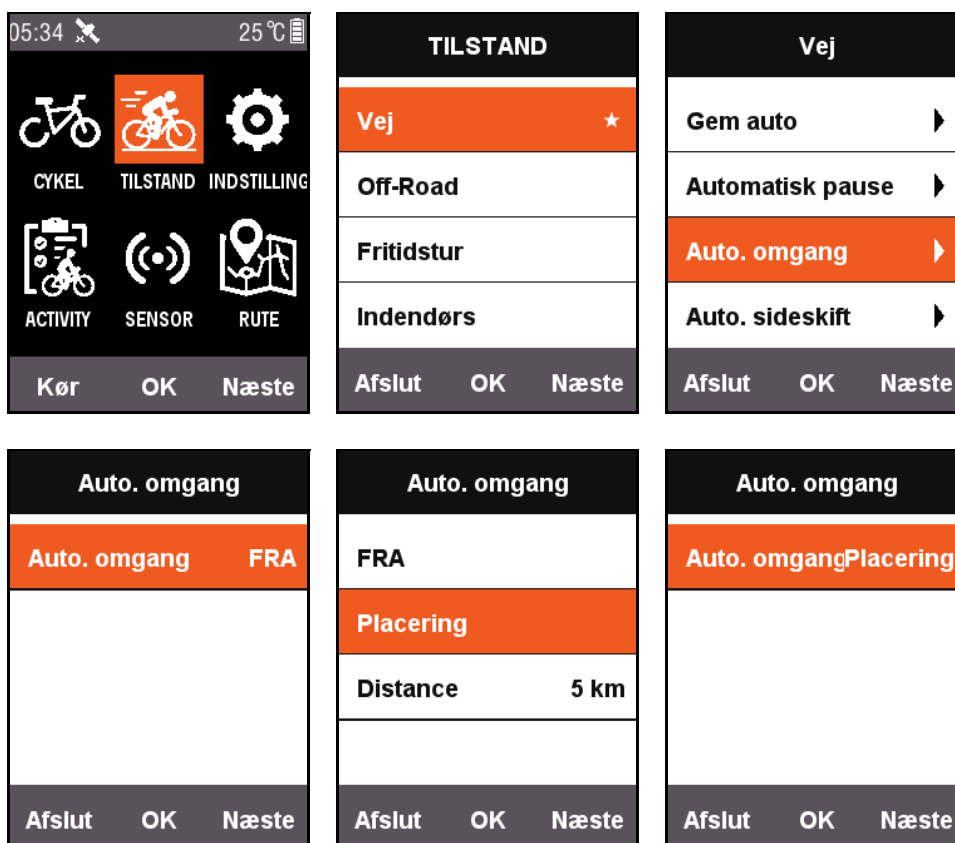 05:34 25℃
CYKEL TILSTAND INDSTILLING
ACTIVITY SENSOR RUTE
Kør OK Næste
TILSTAND
Vej
Off-Road
Fritidstur
Indendørs
Afslut OK Næste
Vej
Gem auto
Automatisk pause
Auto. omgang
Auto. sideskift
Afslut OK Næste
Auto. omgang
Auto. omgang FRA
Afslut OK Næste
Auto. omgang
FRA
Placering
Distance 5 km
Afslut OK Næste
Auto. omgang
Auto. omgangPlacering
Afslut OK Næste